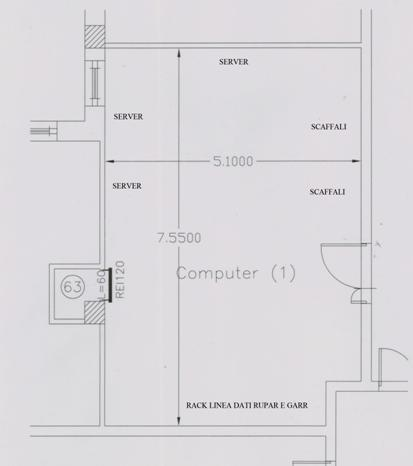 SERVER
SERVER
SCAFFALI
5.1000
SERVER
SCAFFALI
7.5500
Computer (1)
63
L=60
REI120
RACK LINEA DATI RUPAR E GARR